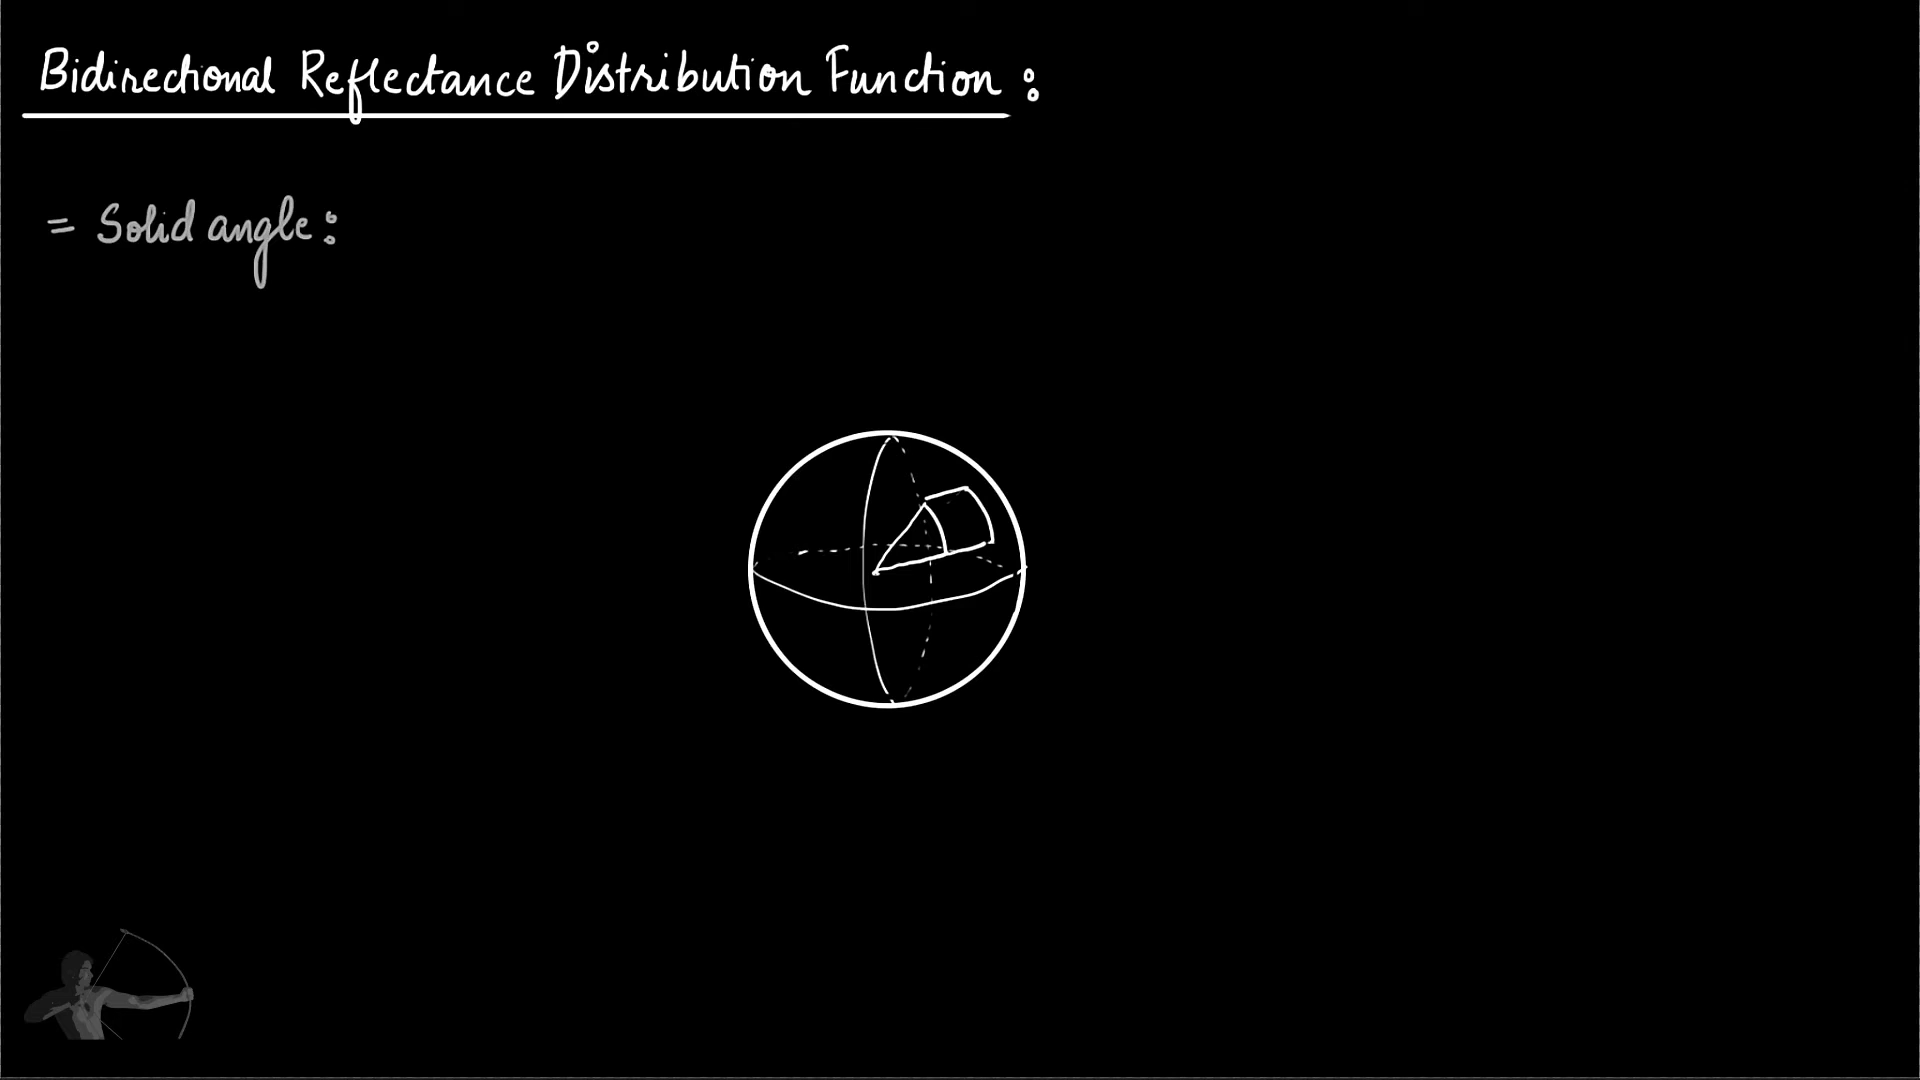 Bidirectional Reflectance Distribution Function :
= Solid angle :